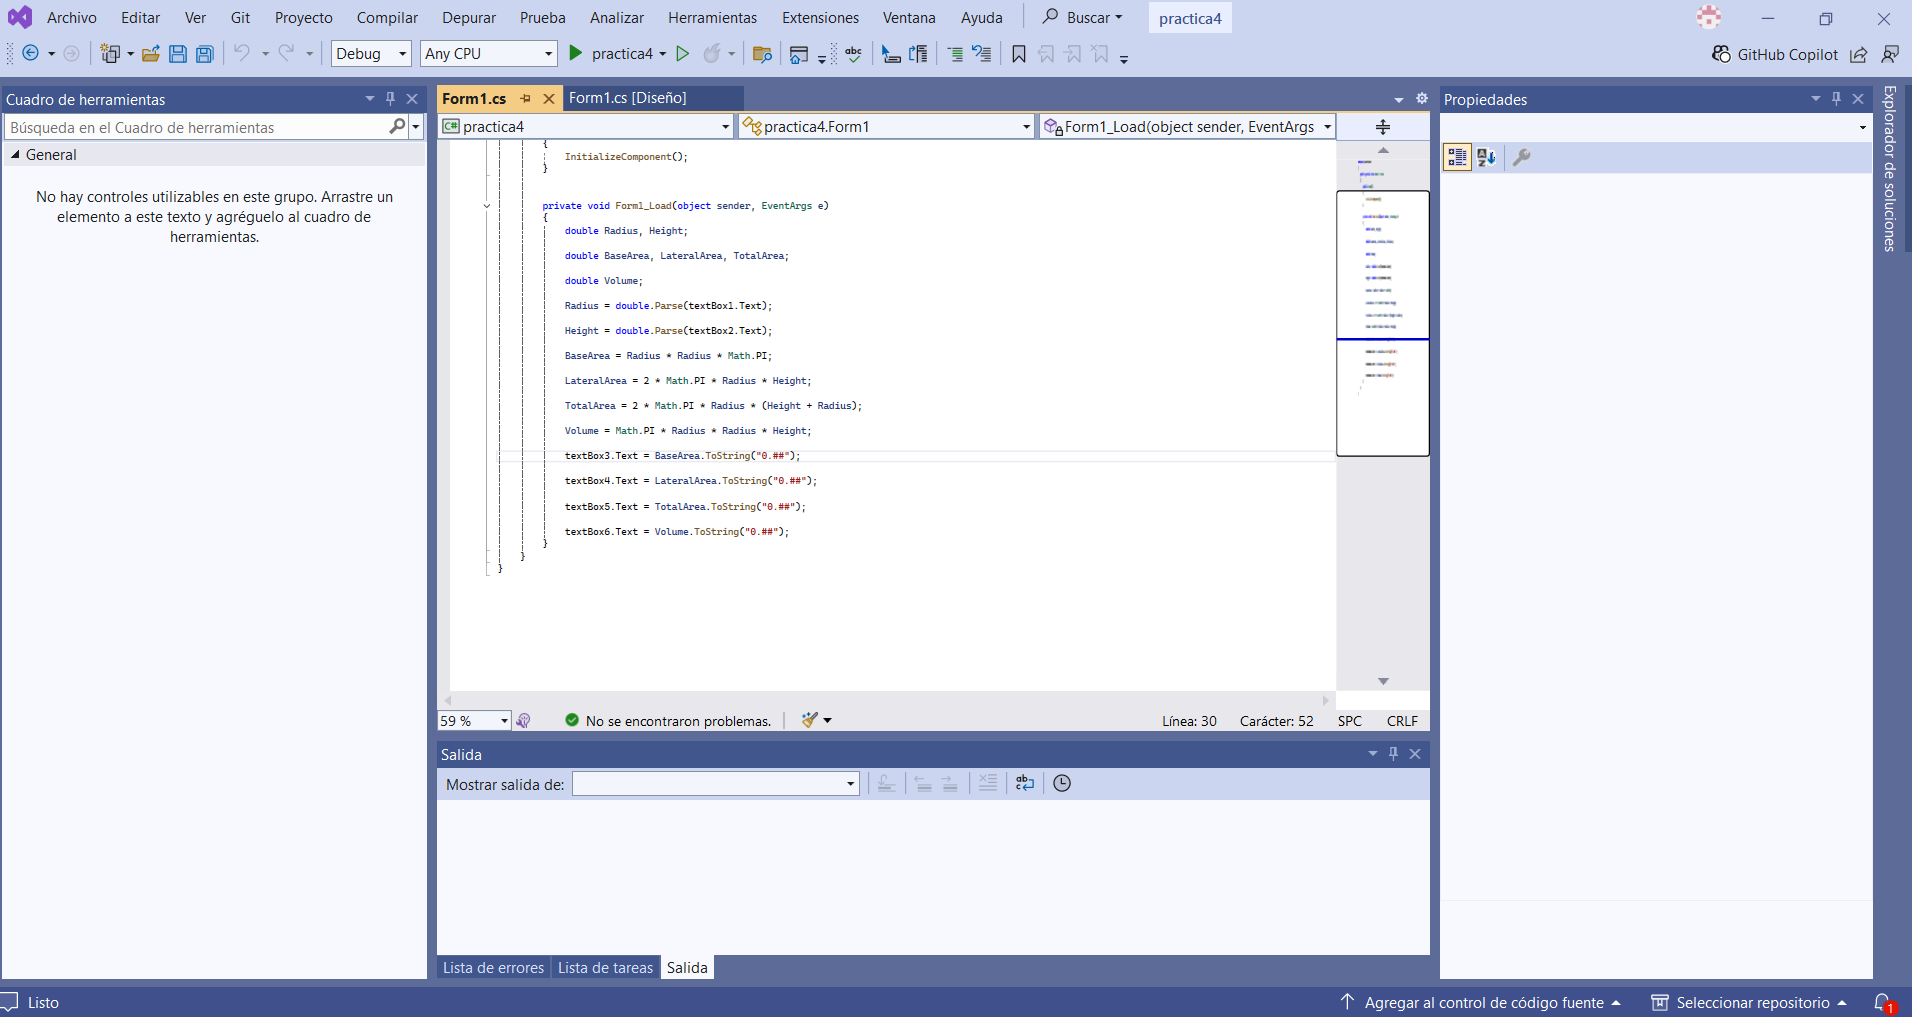 Archivo Editar Ver Git Proyecto Compilar Depurar Prueba Analizar Herramientas Extensiones Ventana Ayuda Buscar practica4
Debug Any CPU practica4 abc GitHub Copilot
Cuadro de herramientas
Búsqueda en el Cuadro de herramientas
General
No hay controles utilizables en este grupo. Arrastre un
elemento a este texto y agréguelo al cuadro de
herramientas.
Form1.cs Form1.cs [Diseño]
C# practica4 practica4.Form1 Form1_Load(object sender, EventArgs
{
InitializeComponent();
}
private void Form1_Load(object sender, EventArgs e)
{
double Radius, Height;
double BaseArea, LateralArea, TotalArea;
double Volume;
Radius = double.Parse(textBox1.Text);
Height = double.Parse(textBox2.Text);
BaseArea = Radius * Radius * Math.PI;
LateralArea = 2 * Math.PI * Radius * Height;
TotalArea = 2 * Math.PI * Radius * (Height + Radius);
Volume = Math.PI * Radius * Radius * Height;
textBox3.Text = BaseArea.ToString("0.##");
textBox4.Text = LateralArea.ToString("0.##");
textBox5.Text = TotalArea.ToString("0.##");
textBox6.Text = Volume.ToString("0.##");
}
}
}
59 % No se encontraron problemas. Línea: 30 Carácter: 52 SPC CRLF
Salida
Mostrar salida de:
Lista de errores Lista de tareas Salida
Propiedades
Explorador de soluciones
Listo Agregar al control de código fuente Seleccionar repositorio 1